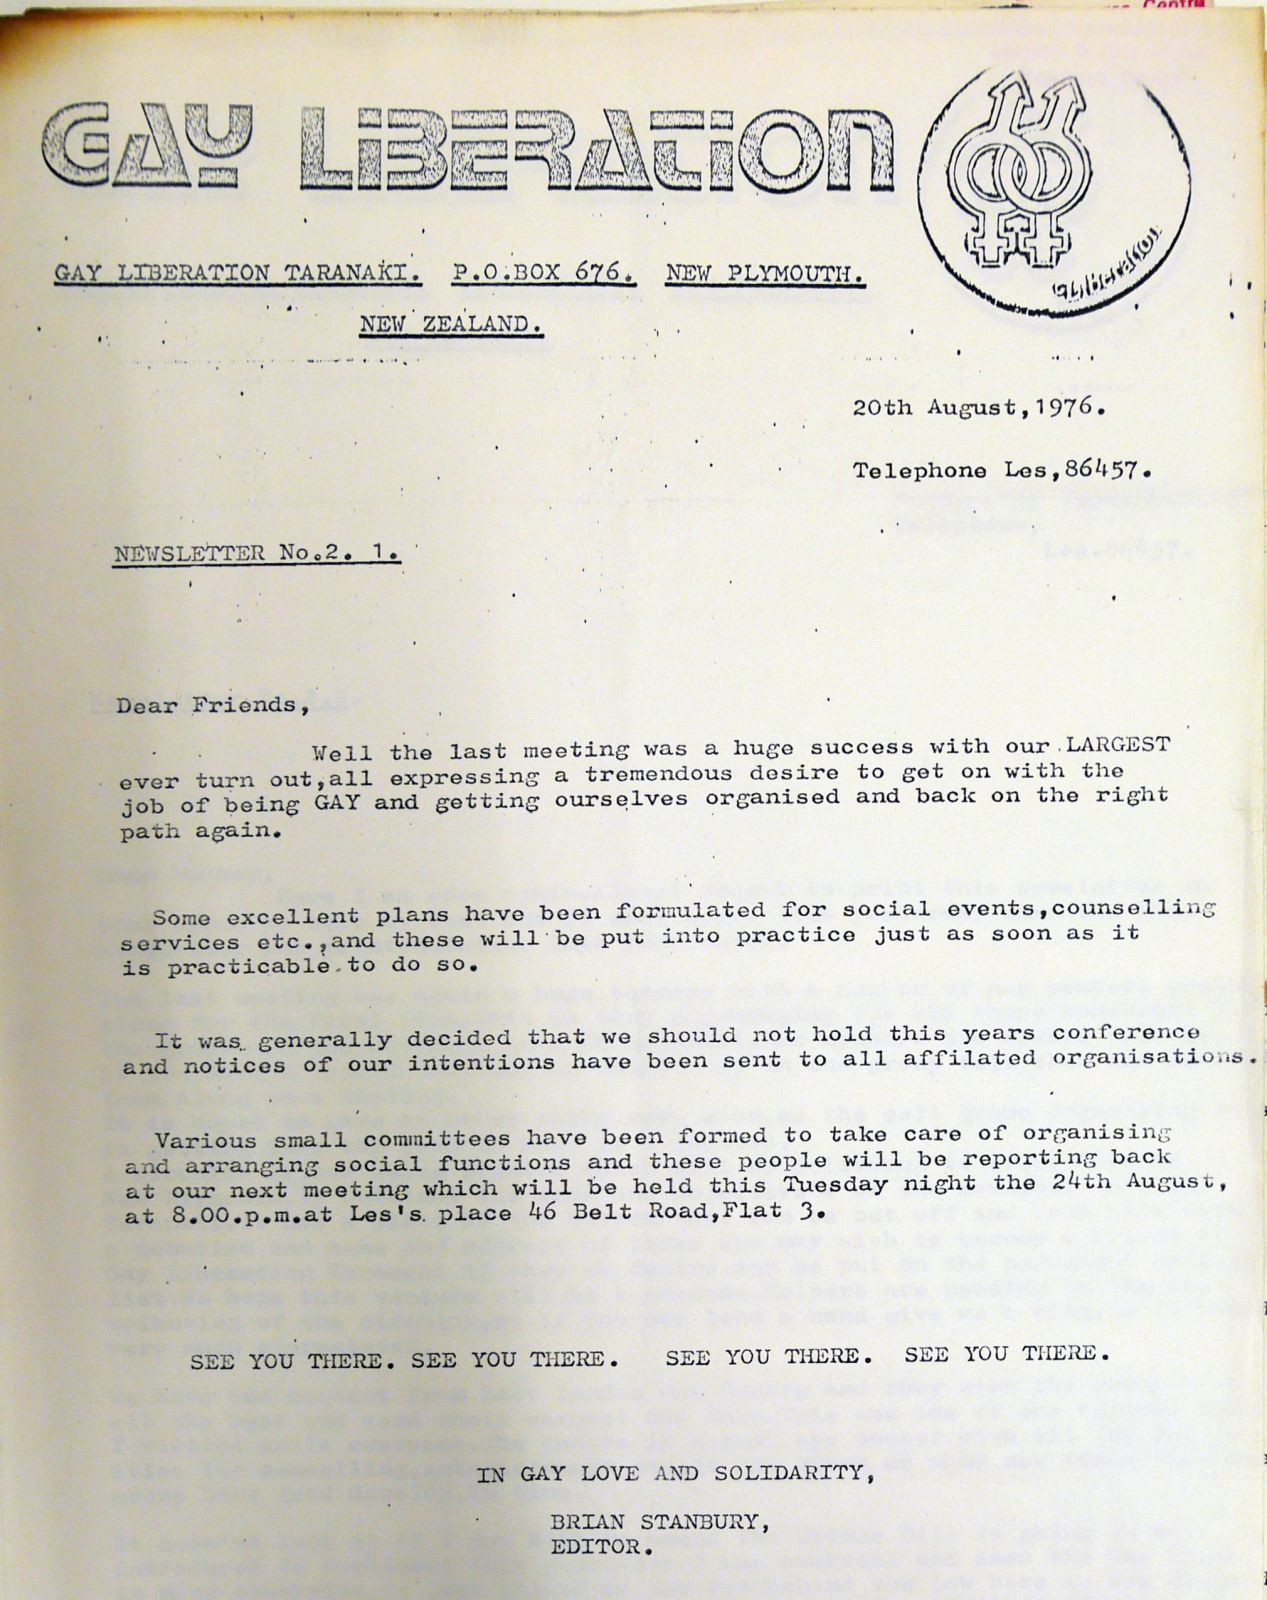 Centre
GAY LIBERATION
Liberation
GAY LIBERATION TARANAKI. P.O.BOX 676. NEW PLYMOUTH.
NEW ZEALAND.
20th August,1976.
Telephone Les,86457.
NEWSLETTER No.2. 1.
Dear Friends,
Well the last meeting was a huge success with our LARGEST
ever turn out,all expressing a tremendous desire to get on with the
job of being GAY and getting ourselves organised and back on the right
path again.
Some excellent plans have been formulated for social events,counselling
services etc.,and these will be put into practice just as soon as it
is practicable to do so.
It was generally decided that we should not hold this years conference
and notices of our intentions have been sent to all affilated organisations.
Various small committees have been formed to take care of organising
and arranging social functions and these people will be reporting back
at our next meeting which will be held this Tuesday night the 24th August,
at 8.00.p.m.at Les's place 46 Belt Road,Flat 3.
SEE YOU THERE. SEE YOU THERE. SEE YOU THERE. SEE YOU THERE.
IN GAY LOVE AND SOLIDARITY,
BRIAN STANBURY,
EDITOR.